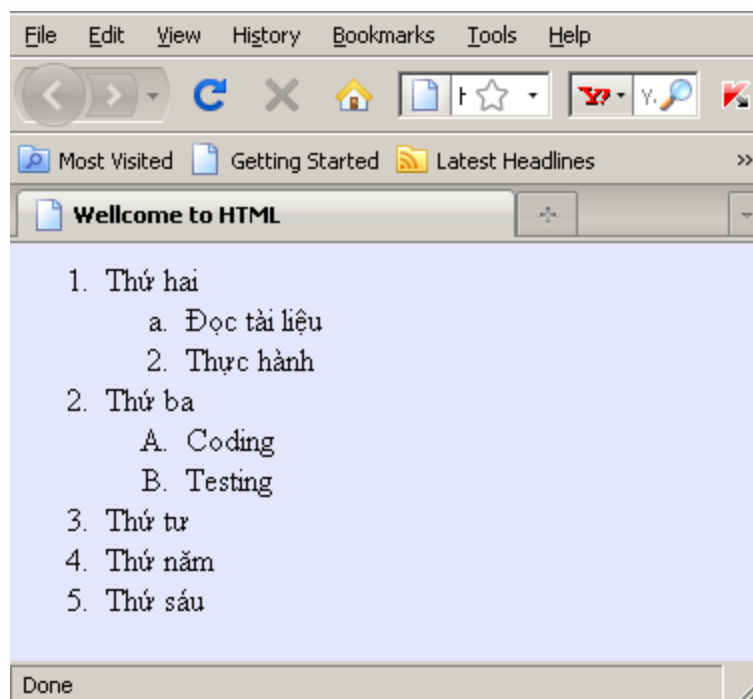 File Edit View History Bookmarks Tools Help
Y!
Most Visited Getting Started Latest Headlines »
Wellcome to HTML
1. Thứ hai
a. Đọc tài liệu
2. Thực hành
2. Thứ ba
A. Coding
B. Testing
3. Thứ tư
4. Thứ năm
5. Thứ sáu
Done